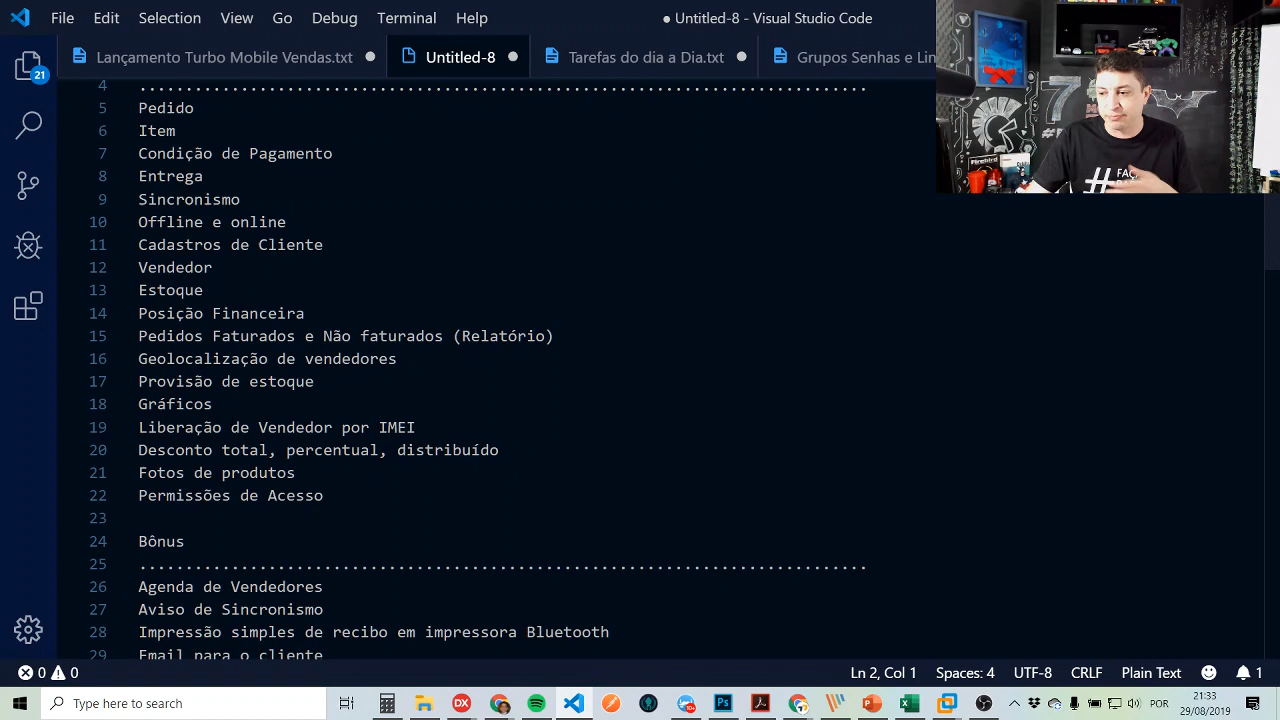 File Edit Selection View Go Debug Terminal Help
● Untitled-8 - Visual Studio Code
Lançamento Turbo Mobile Vendas.txt
Untitled-8
Tarefas do dia a Dia.txt
Grupos Senhas e Lin
21
4 ...............................................................................
5 Pedido
6 Item
7 Condição de Pagamento
8 Entrega
9 Sincronismo
10 Offline e online
11 Cadastros de Cliente
12 Vendedor
13 Estoque
14 Posição Financeira
15 Pedidos Faturados e Não faturados (Relatório)
16 Geolocalização de vendedores
17 Provisão de estoque
18 Gráficos
19 Liberação de Vendedor por IMEI
20 Desconto total, percentual, distribuído
21 Fotos de produtos
22 Permissões de Acesso
23
24 Bônus
25 ...............................................................................
26 Agenda de Vendedores
27 Aviso de Sincronismo
28 Impressão simples de recibo em impressora Bluetooth
29 Email para o cliente
Firebird
7
#
0 0
Ln 2, Col 1 Spaces: 4 UTF-8 CRLF Plain Text 1
Type here to search
DX
10+
Ps
POR
21:33
29/08/2019